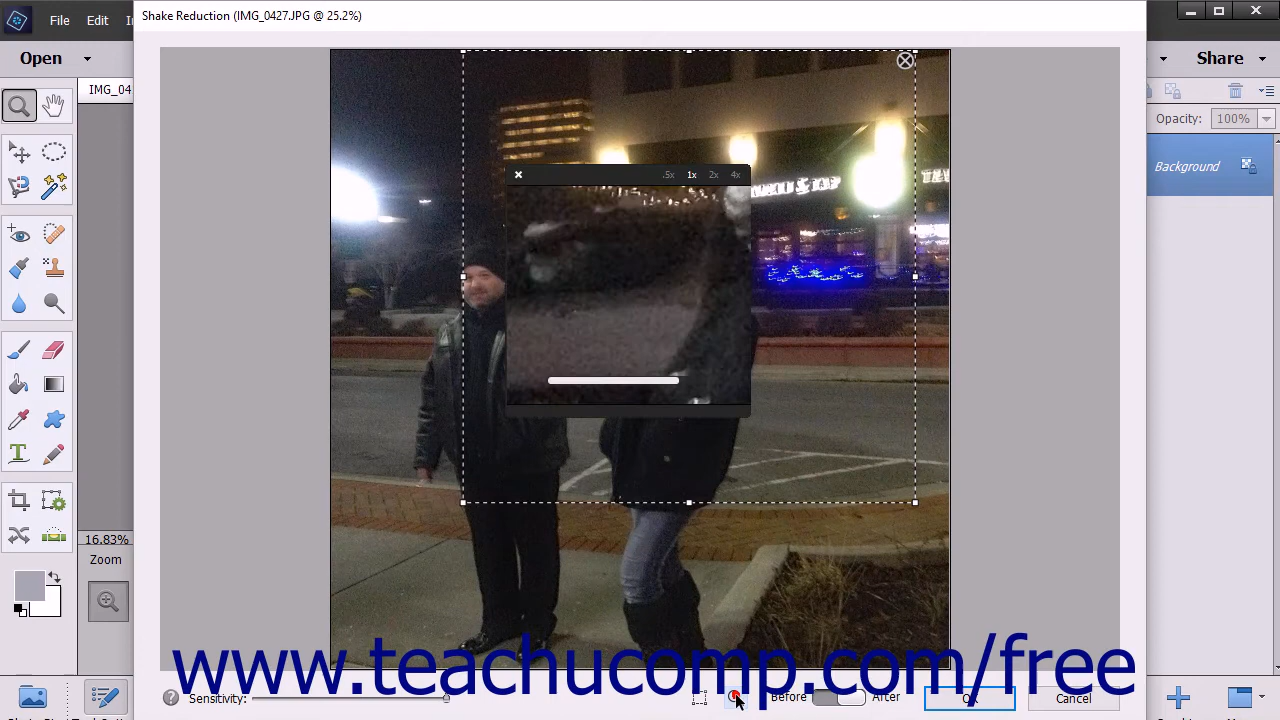 Shake Reduction (IMG_0427.JPG @ 25.2%)
File Edit
Open
Share
IMG_04
Opacity: 100%
Background
.5x 1x 2x 4x
16.83%
Zoom
www.teachucomp.com/free
Sensitivity:
Before
After
OK
Cancel